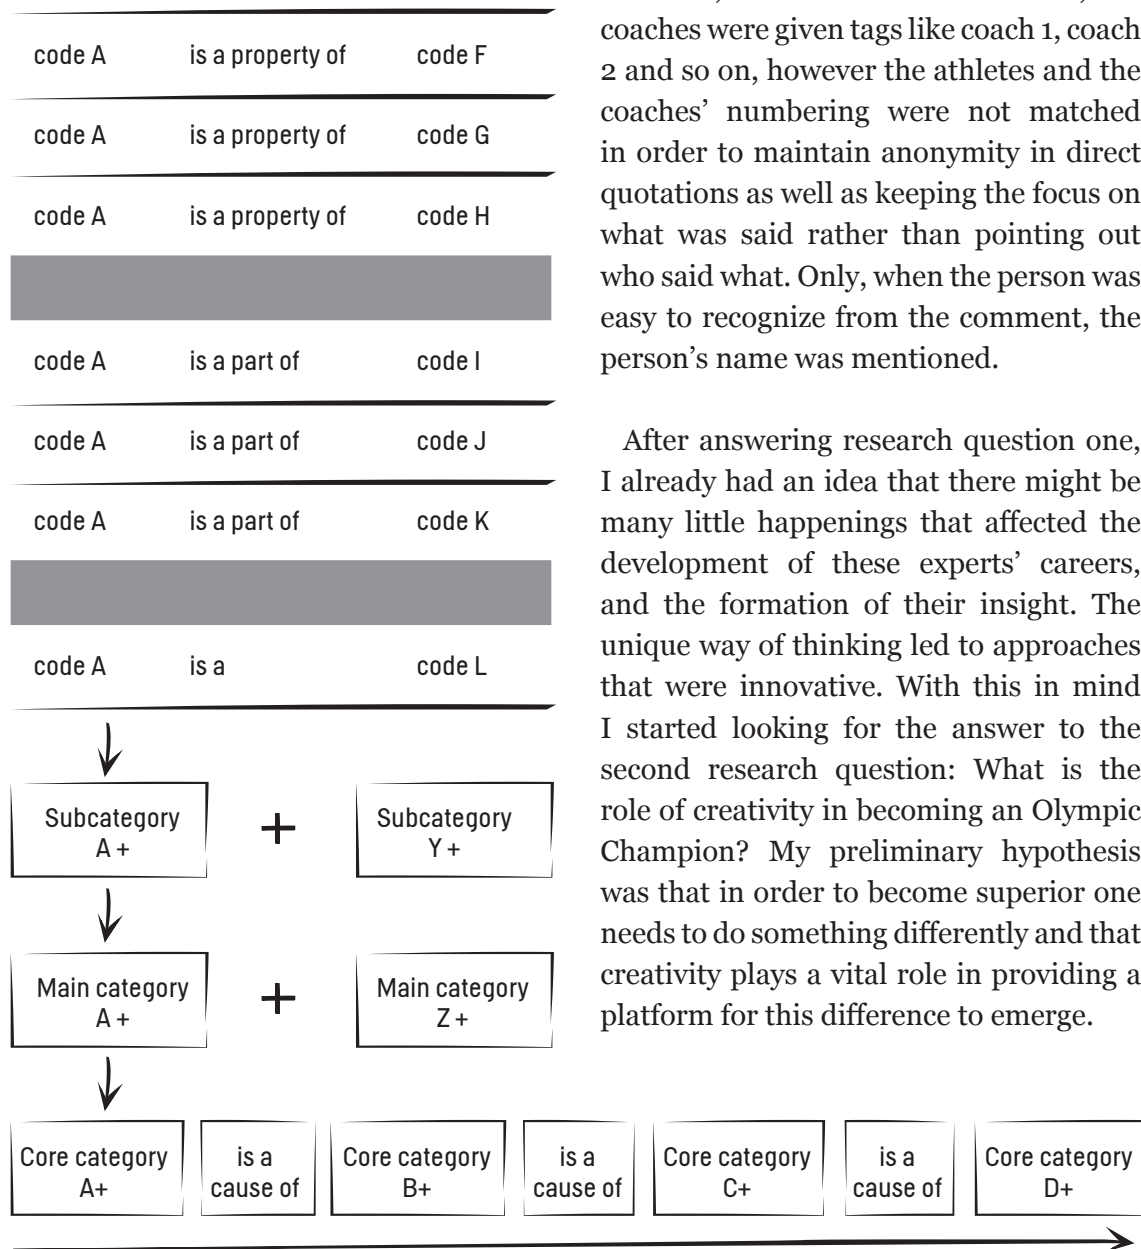 code A is a property of code F
code A is a property of code G
code A is a property of code H
code A is a part of code I
code A is a part of code J
code A is a part of code K
code A is a code L
Subcategory
A +
+
Subcategory
Y +
Main category
A +
+
Main category
Z +
Core category
A+
is a
cause of
Core category
B+
is a
cause of
Core category
C+
is a
cause of
Core category
D+
coaches were given tags like coach 1, coach
2 and so on, however the athletes and the
coaches’ numbering were not matched
in order to maintain anonymity in direct
quotations as well as keeping the focus on
what was said rather than pointing out
who said what. Only, when the person was
easy to recognize from the comment, the
person’s name was mentioned.
After answering research question one,
I already had an idea that there might be
many little happenings that affected the
development of these experts’ careers,
and the formation of their insight. The
unique way of thinking led to approaches
that were innovative. With this in mind
I started looking for the answer to the
second research question: What is the
role of creativity in becoming an Olympic
Champion? My preliminary hypothesis
was that in order to become superior one
needs to do something differently and that
creativity plays a vital role in providing a
platform for this difference to emerge.